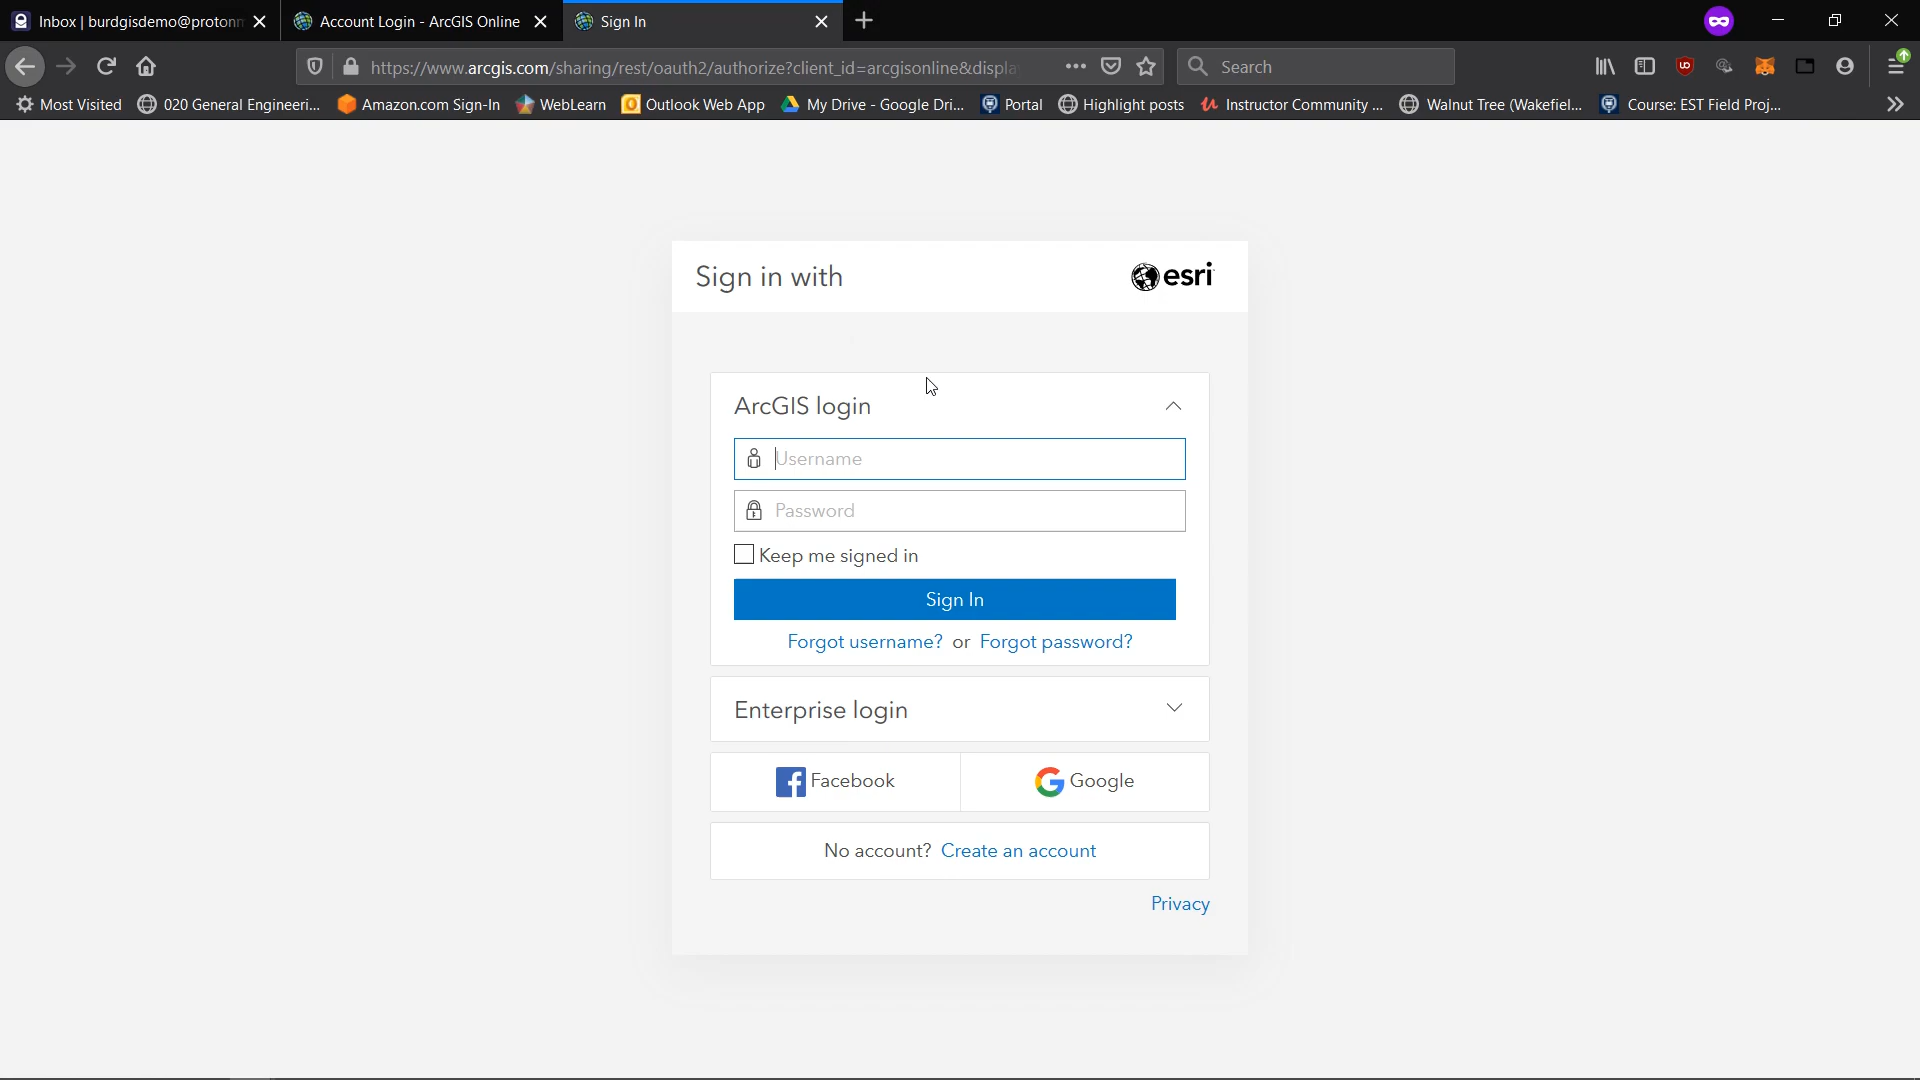 Inbox | burdgisdemo@proton
Account Login - ArcGIS Online
Sign In
https://www.arcgis.com/sharing/rest/oauth2/authorize?client_id=arcgisonline&displa
Search
Most Visited
020 General Engineeri...
Amazon.com Sign-In
WebLearn
Outlook Web App
My Drive - Google Dri...
Portal
Highlight posts
Instructor Community ...
Walnut Tree (Wakefiel...
Course: EST Field Proj...
Sign in with
esri
ArcGIS login
Username
Password
Keep me signed in
Sign In
Forgot username? or Forgot password?
Enterprise login
Facebook
Google
No account? Create an account
Privacy